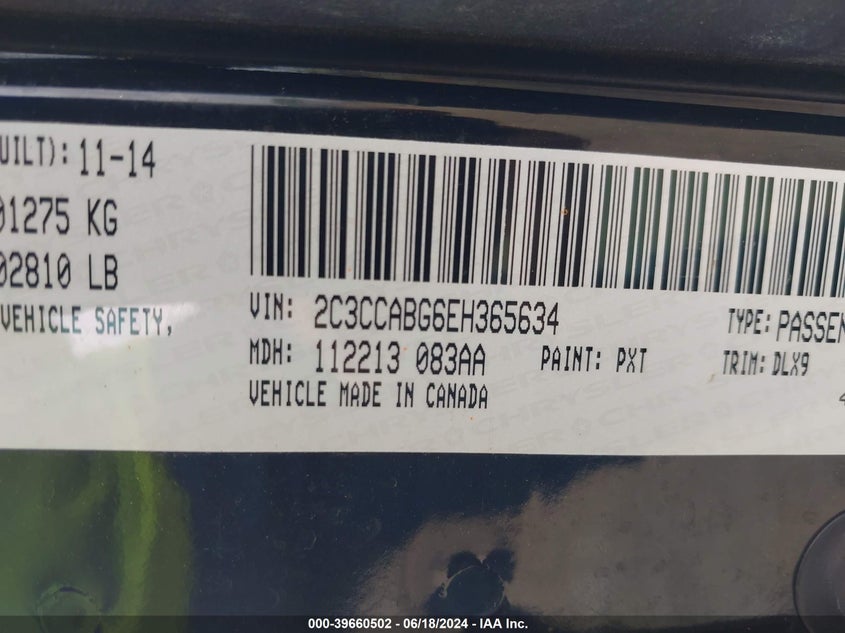 UILT): 11-14
01275 KG
02810 LB
VEHICLE SAFETY,
VIN: 2C3CCABG6EH365634
TYPE: PASSEN
MDH: 112213 083AA PAINT: PXT TRIM: DLX9
VEHICLE MADE IN CANADA
000-39660502 - 06/18/2024 - IAA Inc.